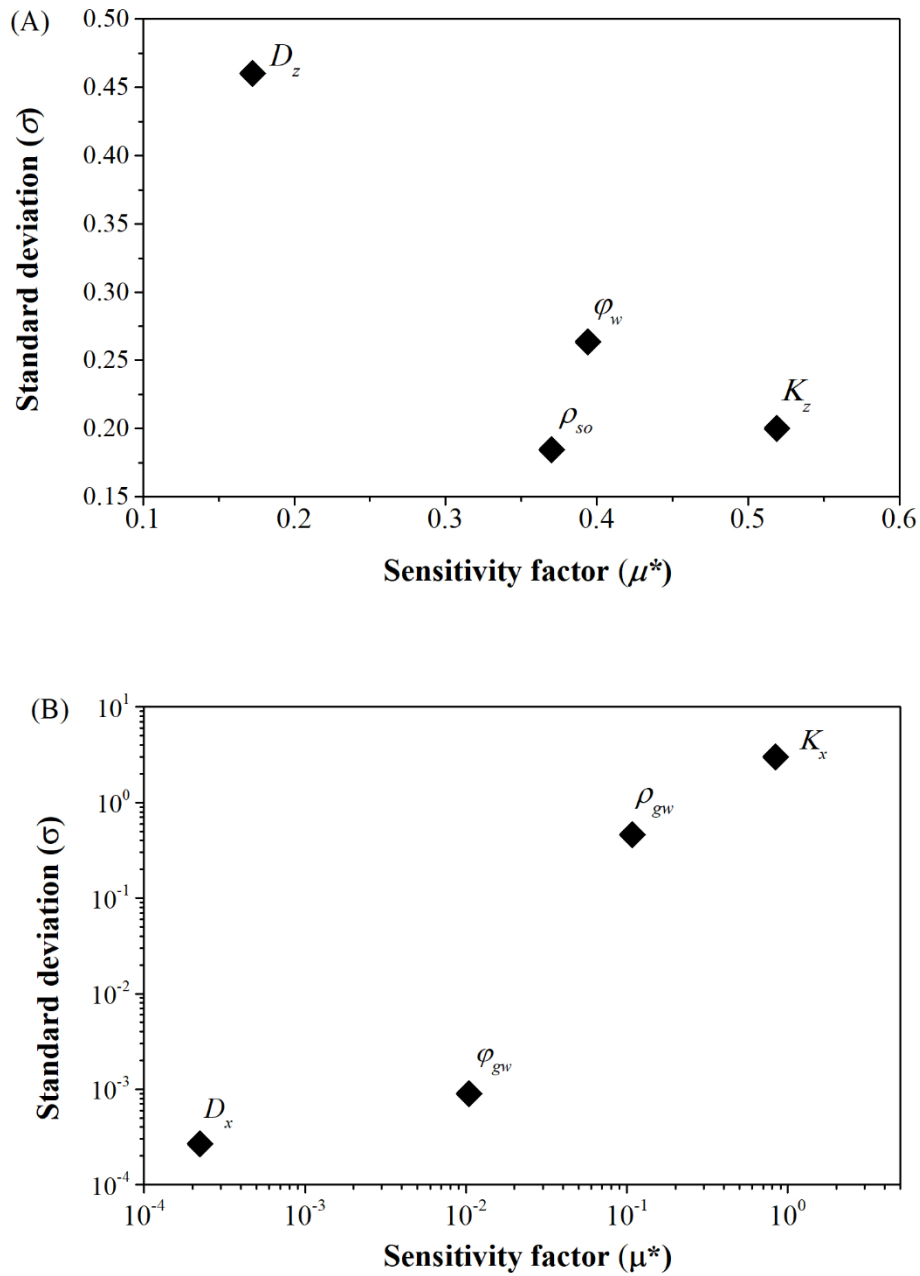 (A)
0.50
0.45
0.40
0.35
0.30
0.25
0.20
0.15
Standard deviation (σ)
D_z
φ_w
K_z
ρ_so
0.1 0.2 0.3 0.4 0.5 0.6
Sensitivity factor (μ*)
(B)
10^1
10^0
10^-1
10^-2
10^-3
10^-4
Standard deviation (σ)
K_x
ρ_gw
φ_gw
D_x
10^-4 10^-3 10^-2 10^-1 10^0
Sensitivity factor (μ*)